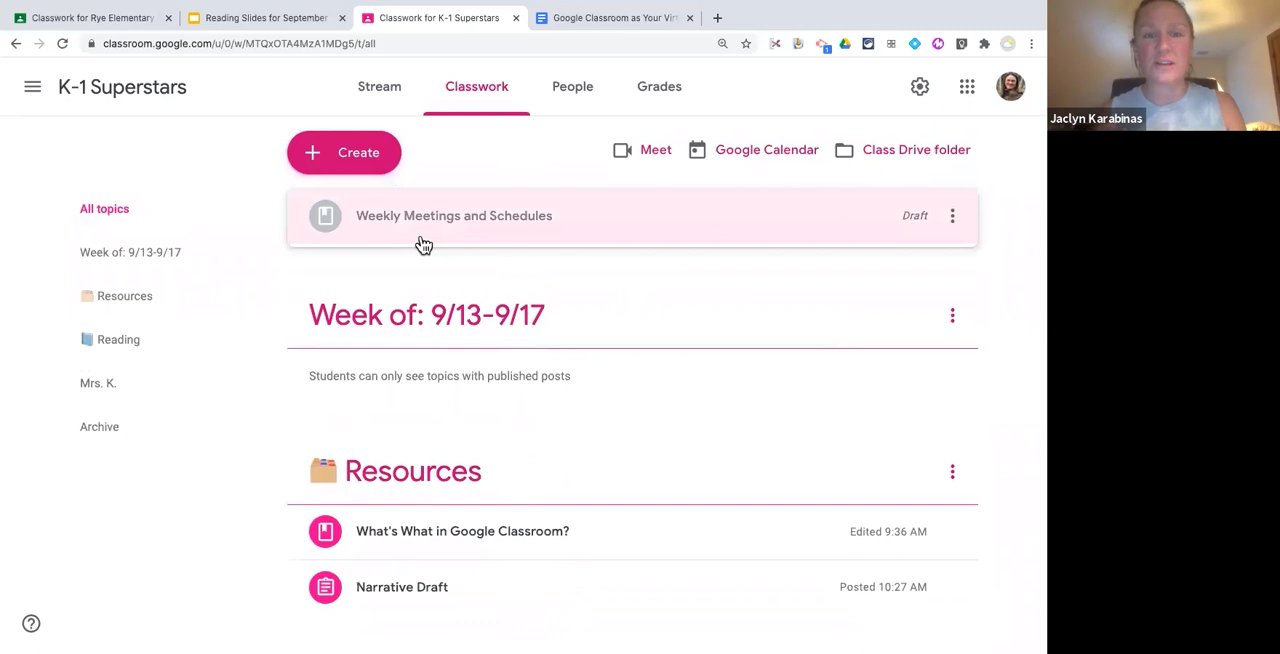 Classwork for Rye Elementary
Reading Slides for September
Classwork for K-1 Superstars
Google Classroom as Your Virt
classroom.google.com/u/0/w/MTQxOTA4MzA1MDg5/t/all
1
K-1 Superstars
Stream
Classwork
People
Grades
Jaclyn Karabinas
Create
Meet
Google Calendar
Class Drive folder
All topics
Week of: 9/13-9/17
Resources
Reading
Mrs. K.
Archive
Weekly Meetings and Schedules
Draft
Week of: 9/13-9/17
Students can only see topics with published posts
Resources
What's What in Google Classroom?
Edited 9:36 AM
Narrative Draft
Posted 10:27 AM